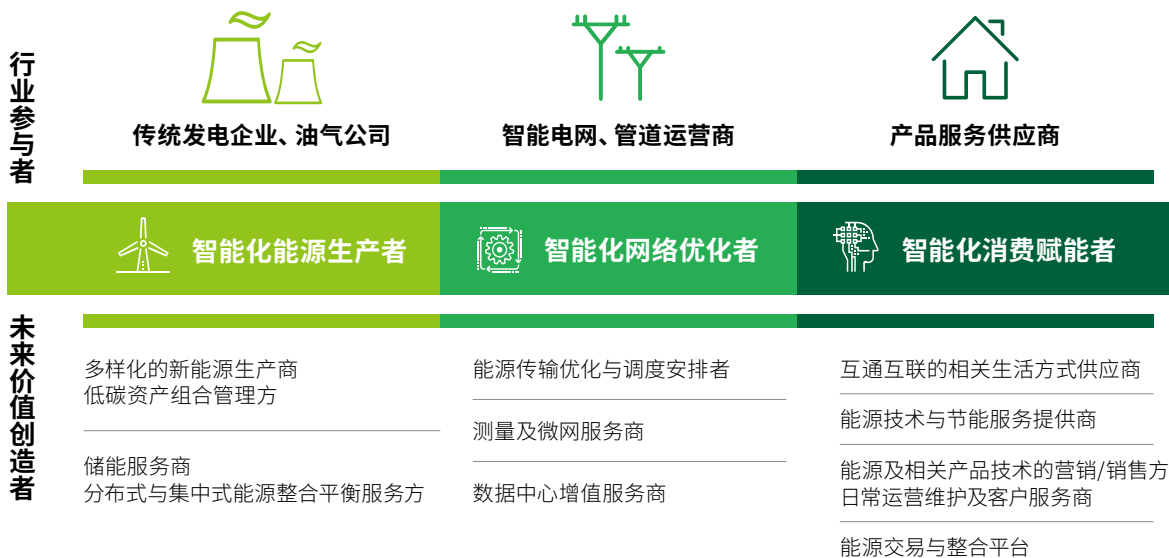 行业参与者
传统发电企业、油气公司
智能电网、管道运营商
产品服务供应商
智能化能源生产者
智能化网络优化者
智能化消费赋能者
未来价值创造者
多样化的新能源生产商
低碳资产组合管理方
储能服务商
分布式与集中式能源整合平衡服务方
能源传输优化与调度安排者
测量及微网服务商
数据中心增值服务商
互通互联的相关生活方式供应商
能源技术与节能服务提供商
能源及相关产品技术的营销/销售方
日常运营维护及客户服务商
能源交易与整合平台